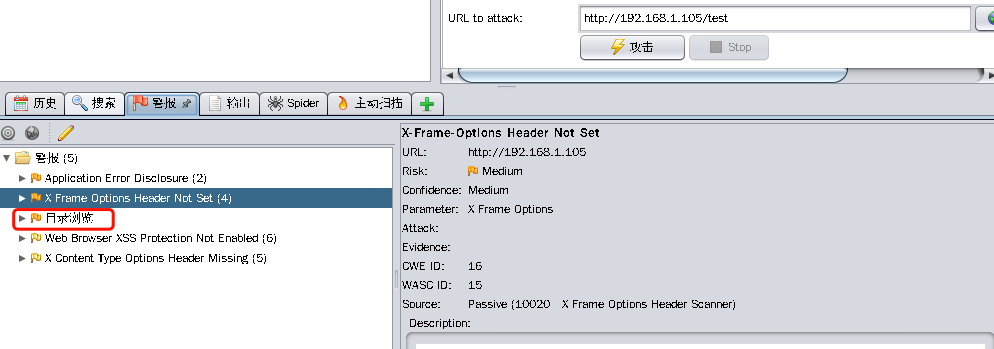 URL to attack: http://192.168.1.105/test
攻击 Stop
历史 搜索 警报 输出 Spider 主动扫描
警报 (5)
Application Error Disclosure (2)
X Frame Options Header Not Set (4)
目录浏览
Web Browser XSS Protection Not Enabled (6)
X Content Type Options Header Missing (5)
X-Frame-Options Header Not Set
URL: http://192.168.1.105
Risk: Medium
Confidence: Medium
Parameter: X Frame Options
Attack:
Evidence:
CWE ID: 16
WASC ID: 15
Source: Passive (10020 X Frame Options Header Scanner)
Description: